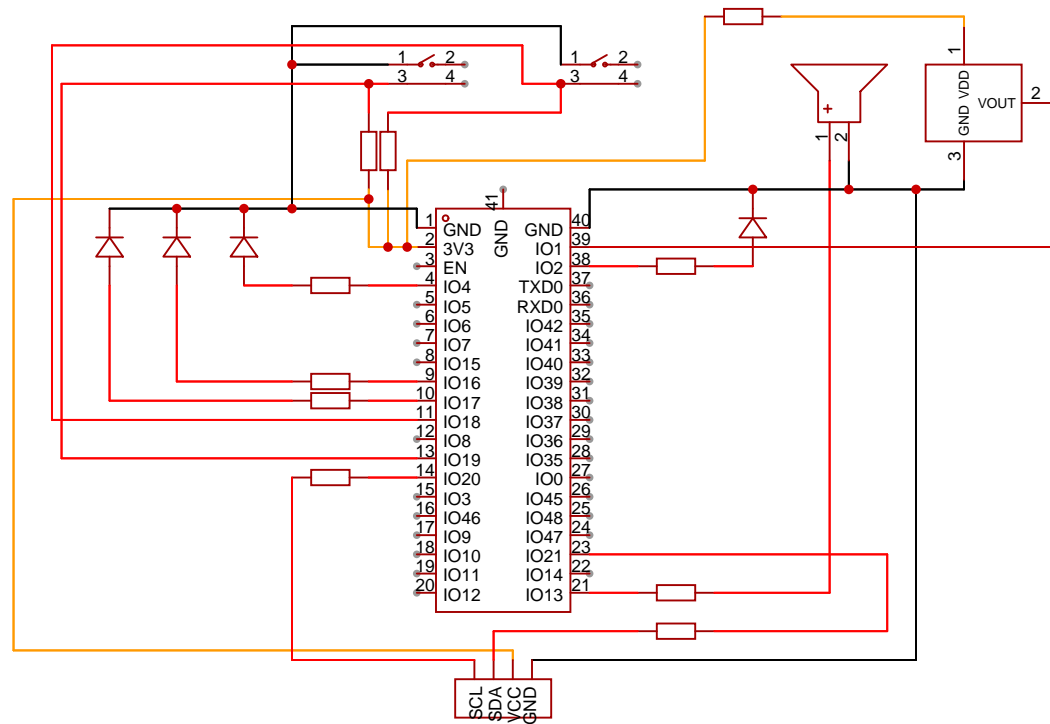 1 2
3 4
1 2
3 4
+
1
2
1
GND VDD
VOUT
2
3
41
GND
1 GND
2 3V3
3 EN
4 IO4
5 IO5
6 IO6
7 IO7
8 IO15
9 IO16
10 IO17
11 IO18
12 IO8
13 IO19
14 IO20
15 IO3
16 IO46
17 IO9
18 IO10
19 IO11
20 IO12
GND 40
IO1 39
IO2 38
TXD0 37
RXD0 36
IO42 35
IO41 34
IO40 33
IO39 32
IO38 31
IO37 30
IO36 29
IO35 28
IO0 27
IO45 26
IO48 25
IO47 24
IO21 23
IO14 22
IO13 21
SCL
SDA
VCC
GND